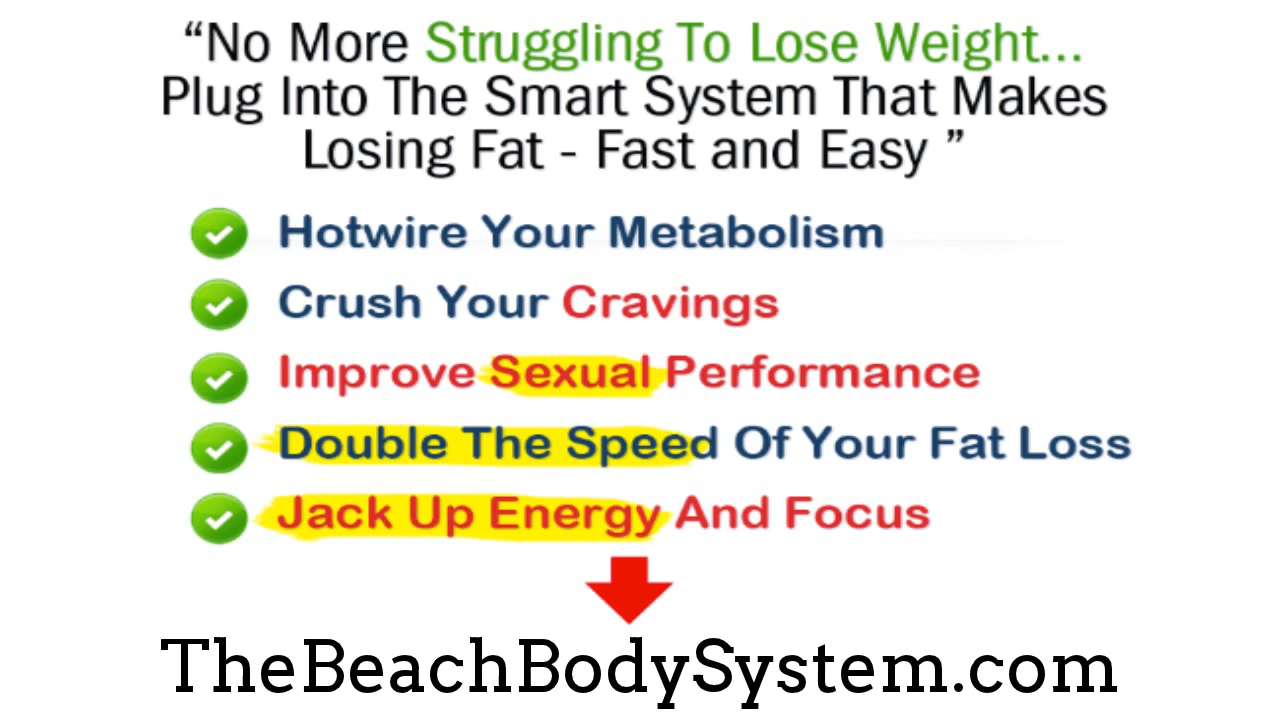 “No More Struggling To Lose Weight...
Plug Into The Smart System That Makes
Losing Fat - Fast and Easy ”
Hotwire Your Metabolism
Crush Your Cravings
Improve Sexual Performance
Double The Speed Of Your Fat Loss
Jack Up Energy And Focus
TheBeachBodySystem.com